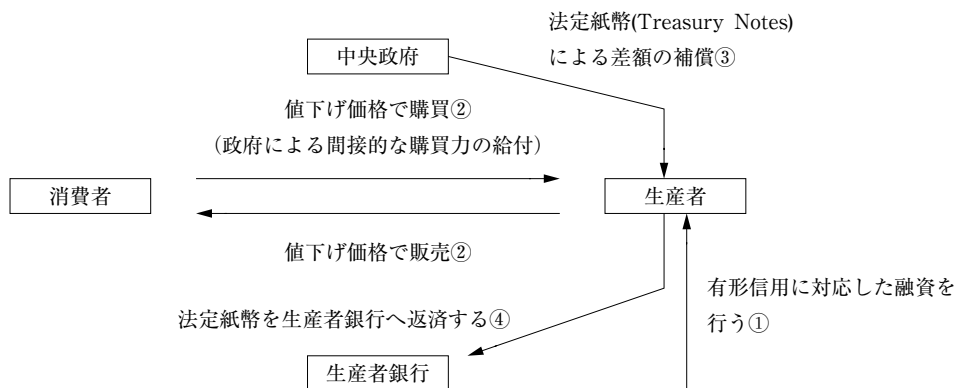 法定紙幣(Treasury Notes)
による差額の補償③
中央政府
値下げ価格で購買②
（政府による間接的な購買力の給付）
消費者
生産者
値下げ価格で販売②
有形信用に対応した融資を
行う①
法定紙幣を生産者銀行へ返済する④
生産者銀行